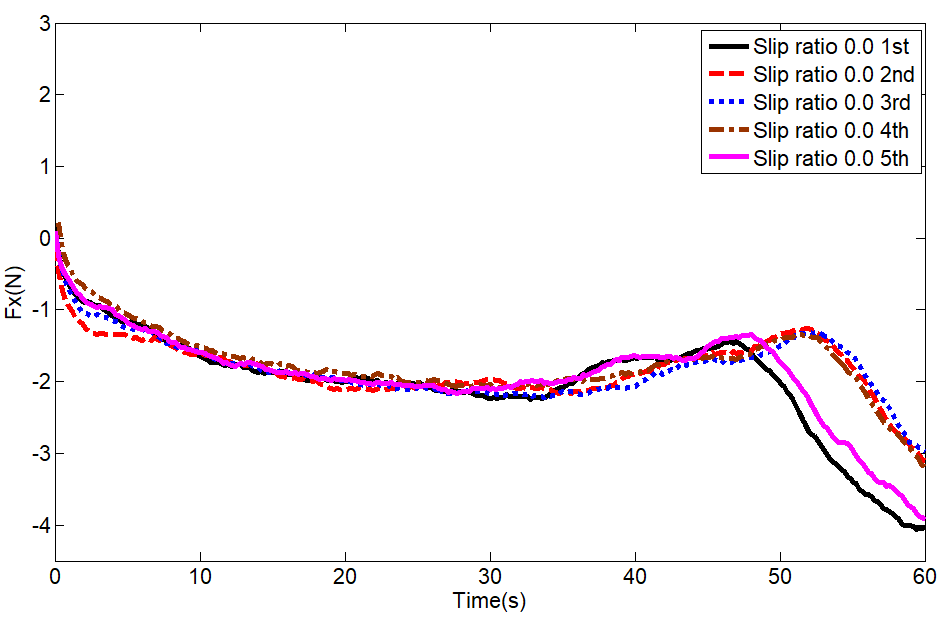 3
2
1
0
-1
-2
-3
-4
Fx(N)
Slip ratio 0.0 1st
Slip ratio 0.0 2nd
Slip ratio 0.0 3rd
Slip ratio 0.0 4th
Slip ratio 0.0 5th
0 10 20 30 40 50 60
Time(s)